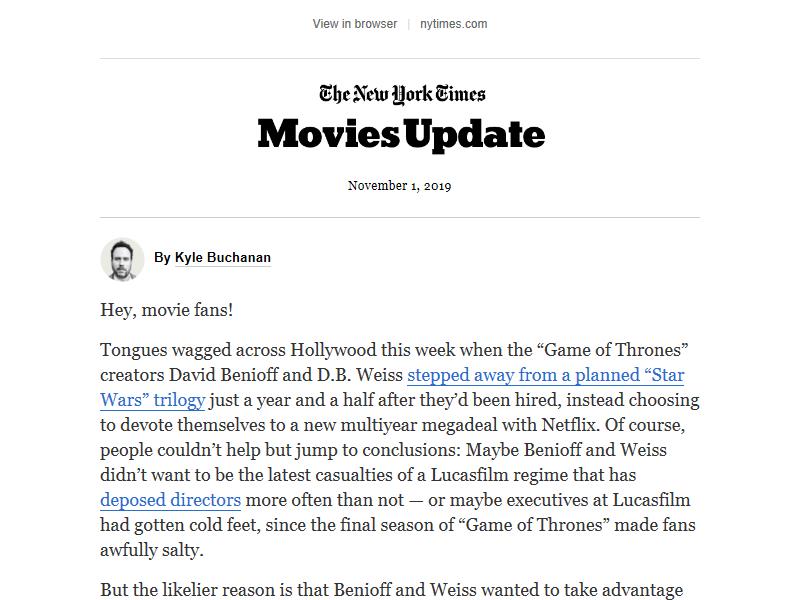 View in browser | nytimes.com
The New York Times
Movies Update
November 1, 2019
By Kyle Buchanan
Hey, movie fans!
Tongues wagged across Hollywood this week when the “Game of Thrones”
creators David Benioff and D.B. Weiss stepped away from a planned “Star
Wars” trilogy just a year and a half after they’d been hired, instead choosing
to devote themselves to a new multiyear megadeal with Netflix. Of course,
people couldn’t help but jump to conclusions: Maybe Benioff and Weiss
didn’t want to be the latest casualties of a Lucasfilm regime that has
deposed directors more often than not — or maybe executives at Lucasfilm
had gotten cold feet, since the final season of “Game of Thrones” made fans
awfully salty.
But the likelier reason is that Benioff and Weiss wanted to take advantage